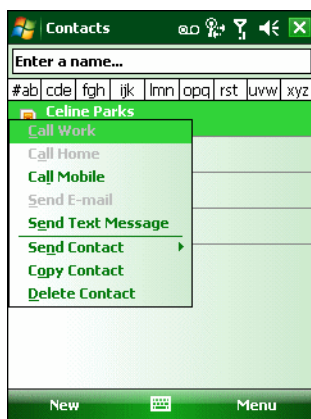 Contacts
Enter a name...
#ab cde fgh ijk lmn opq rst uvw xyz
Celine Parks
Call Work
Call Home
Call Mobile
Send E-mail
Send Text Message
Send Contact
Copy Contact
Delete Contact
New Menu